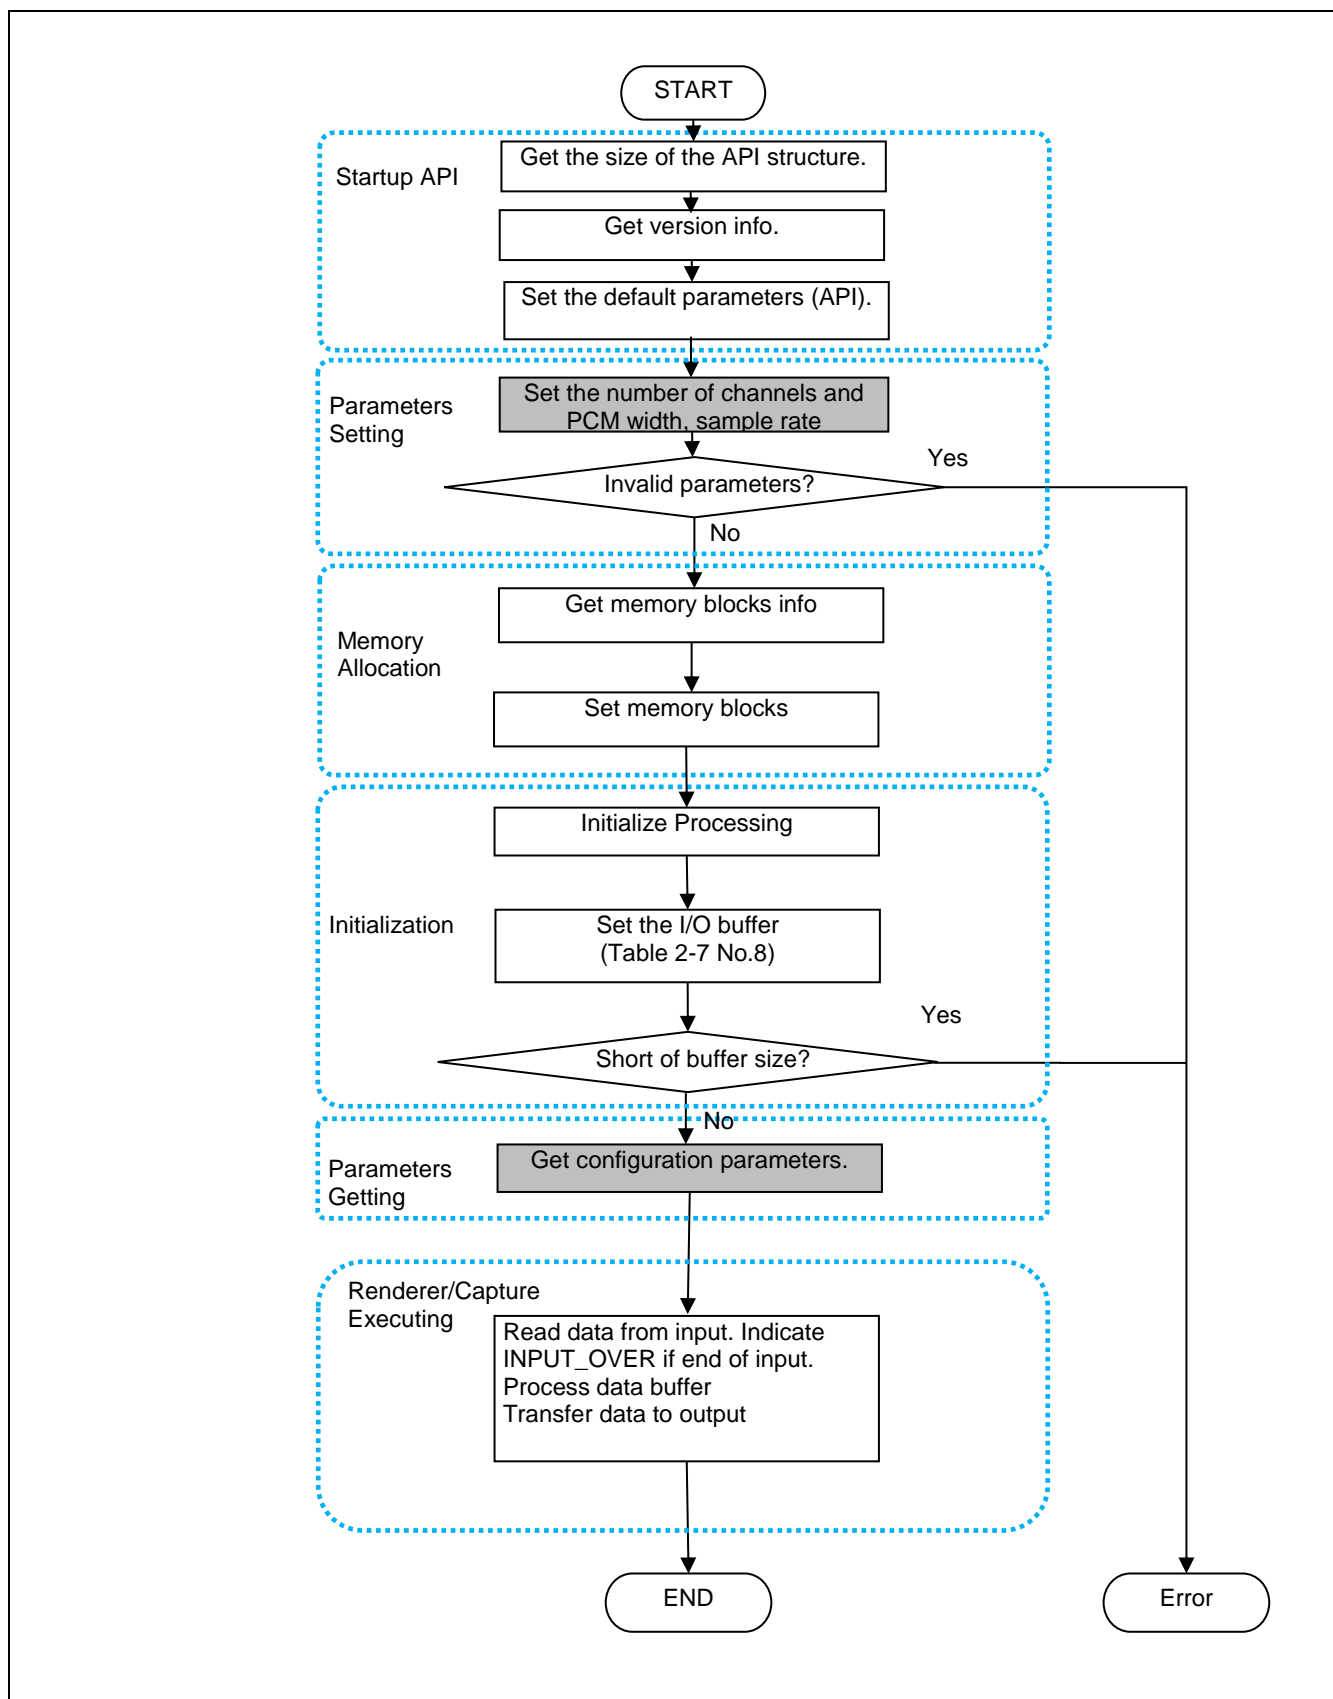 START
Startup API
Get the size of the API structure.
Get version info.
Set the default parameters (API).
Parameters
Setting
Set the number of channels and
PCM width, sample rate
Invalid parameters?
Yes
No
Memory
Allocation
Get memory blocks info
Set memory blocks
Initialization
Initialize Processing
Set the I/O buffer
(Table 2-7 No.8)
Short of buffer size?
Yes
No
Parameters
Getting
Get configuration parameters.
Renderer/Capture
Executing
Read data from input. Indicate
INPUT_OVER if end of input.
Process data buffer
Transfer data to output
END
Error